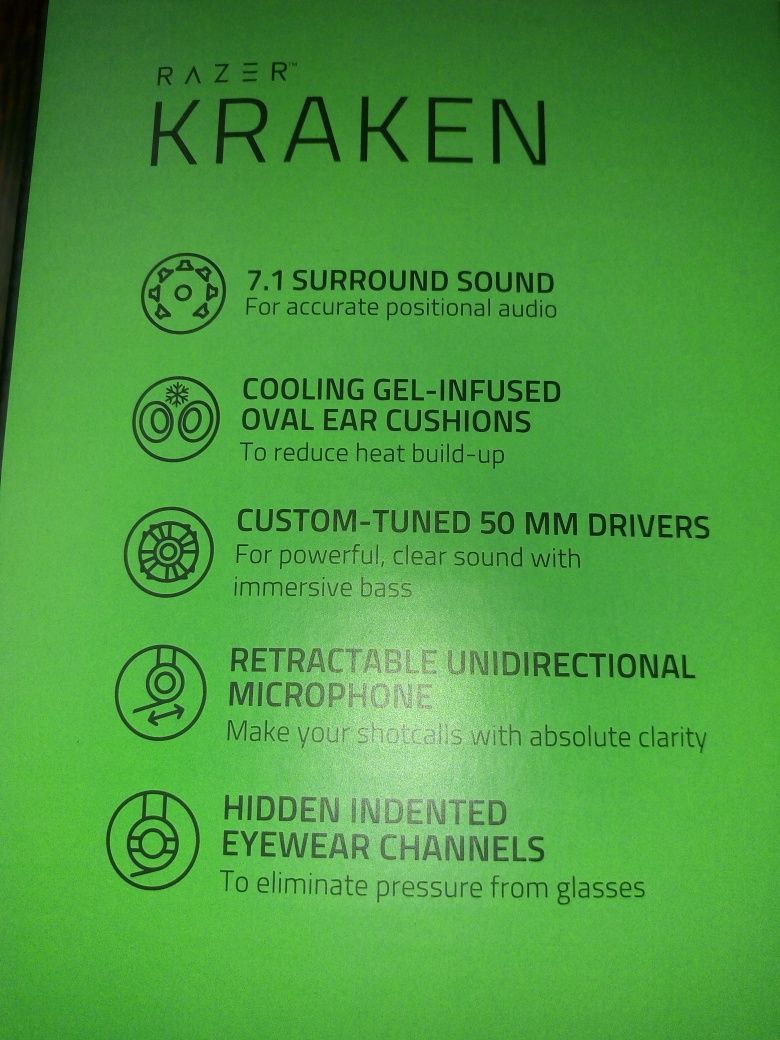 RAZER™
KRAKEN
7.1 SURROUND SOUND
For accurate positional audio
COOLING GEL-INFUSED
OVAL EAR CUSHIONS
To reduce heat build-up
CUSTOM-TUNED 50 MM DRIVERS
For powerful, clear sound with
immersive bass
RETRACTABLE UNIDIRECTIONAL
MICROPHONE
Make your shotcalls with absolute clarity
HIDDEN INDENTED
EYEWEAR CHANNELS
To eliminate pressure from glasses